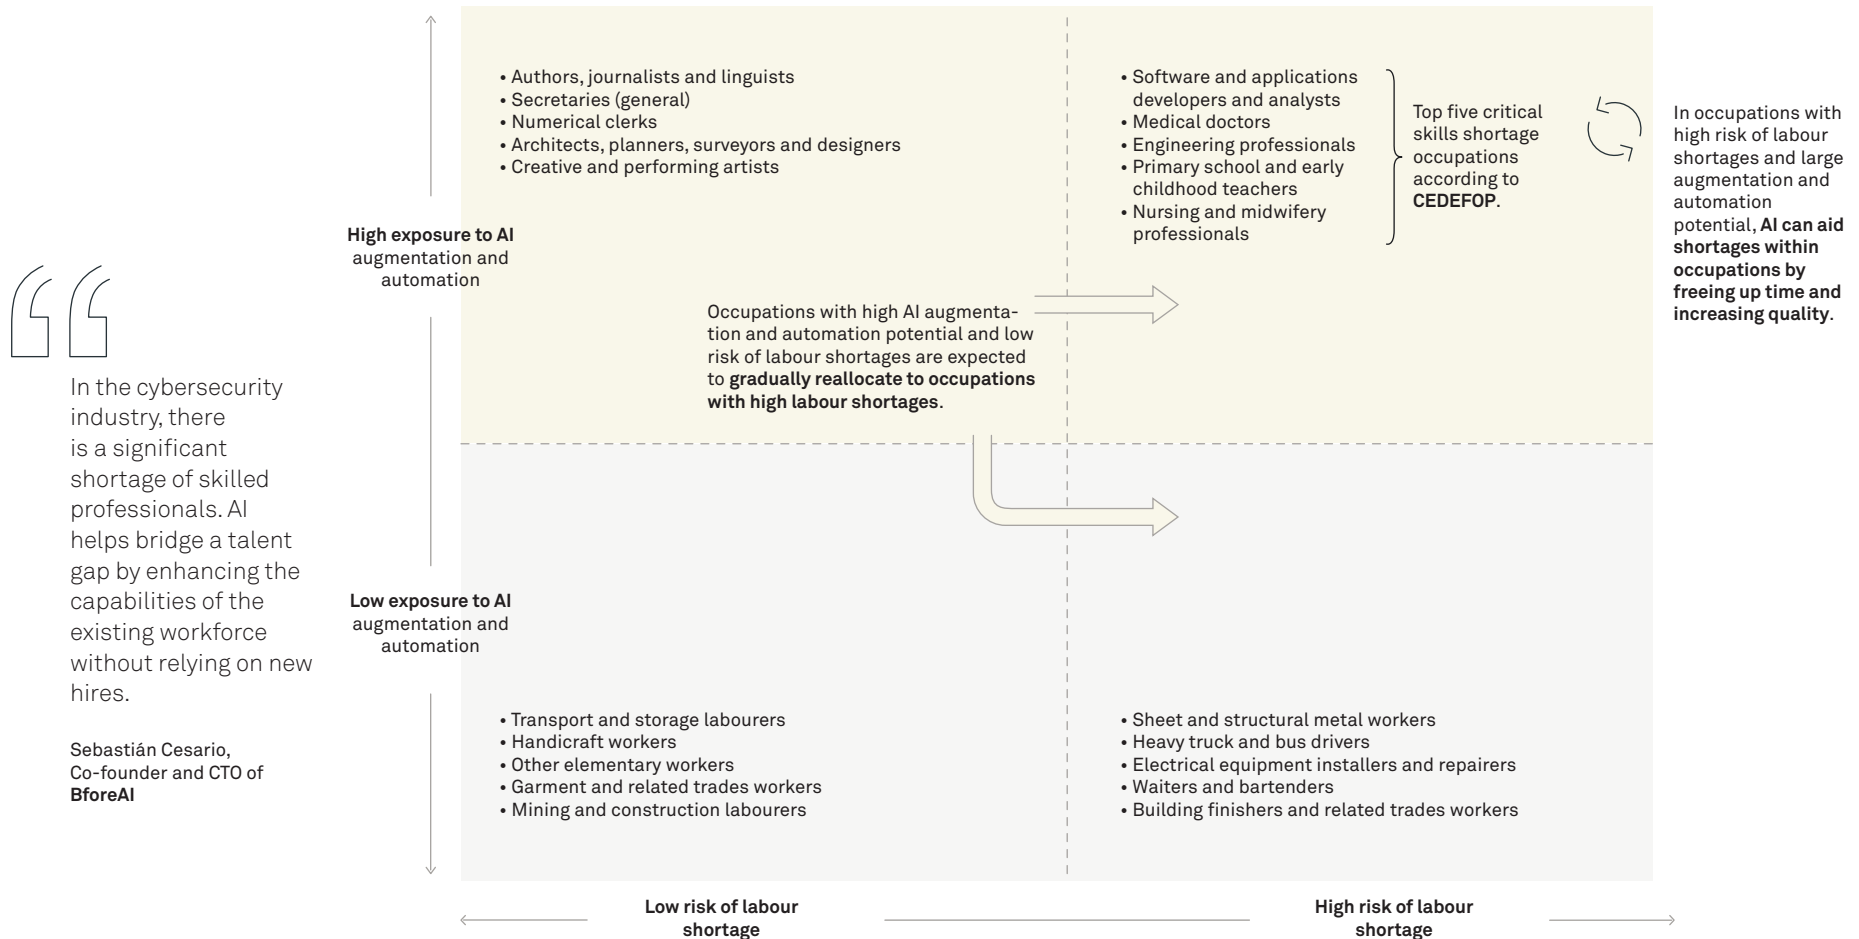 • Authors, journalists and linguists
• Secretaries (general)
• Numerical clerks
• Architects, planners, surveyors and designers
• Creative and performing artists
• Software and applications
developers and analysts
• Medical doctors
• Engineering professionals
• Primary school and early
childhood teachers
• Nursing and midwifery
professionals
Top five critical
skills shortage
occupations
according to
CEDEFOP.
In occupations with
high risk of labour
shortages and large
augmentation and
automation
potential, AI can aid
shortages within
occupations by
freeing up time and
increasing quality.
High exposure to AI
augmentation and
automation
Occupations with high AI augmenta-
tion and automation potential and low
risk of labour shortages are expected
to gradually reallocate to occupations
with high labour shortages.
In the cybersecurity
industry, there
is a significant
shortage of skilled
professionals. AI
helps bridge a talent
gap by enhancing the
capabilities of the
existing workforce
without relying on new
hires.
Sebastián Cesario,
Co-founder and CTO of
BforeAI
Low exposure to AI
augmentation and
automation
• Transport and storage labourers
• Handicraft workers
• Other elementary workers
• Garment and related trades workers
• Mining and construction labourers
• Sheet and structural metal workers
• Heavy truck and bus drivers
• Electrical equipment installers and repairers
• Waiters and bartenders
• Building finishers and related trades workers
Low risk of labour
shortage
High risk of labour
shortage